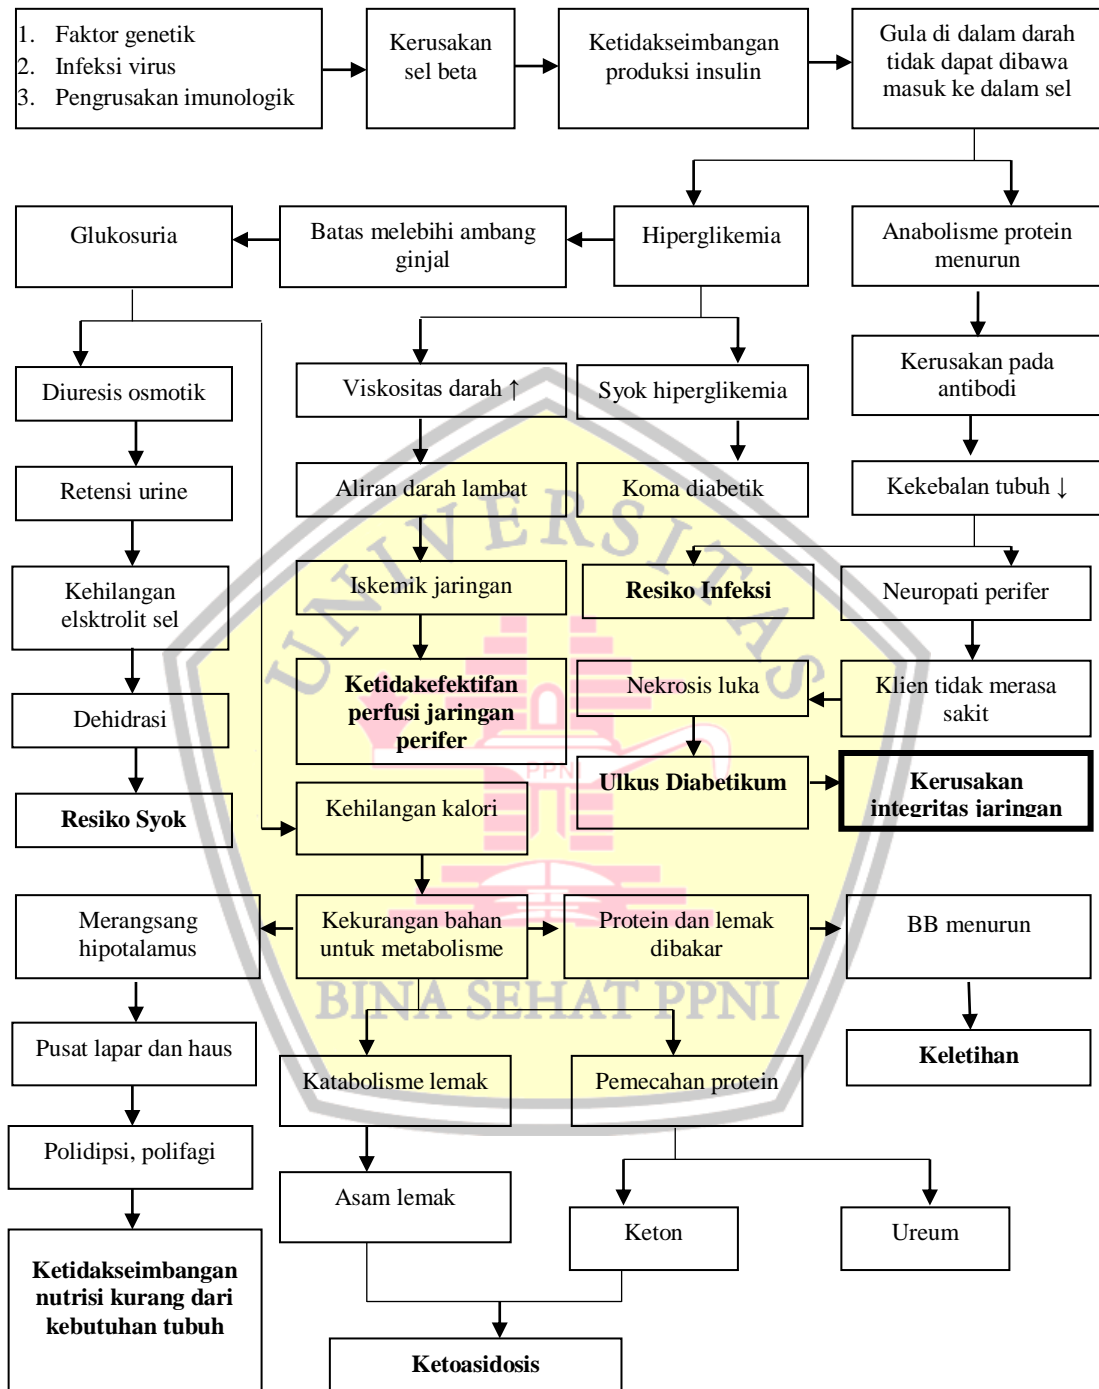 1. Faktor genetik
2. Infeksi virus
3. Pengrusakan imunologik
Kerusakan
sel beta
Ketidakseimbangan
produksi insulin
Gula di dalam darah
tidak dapat dibawa
masuk ke dalam sel
Glukosuria
Batas melebihi ambang
ginjal
Hiperglikemia
Anabolisme protein
menurun
Diuresis osmotik
Viskositas darah ↑
Syok hiperglikemia
Kerusakan pada
antibodi
Retensi urine
Aliran darah lambat
Koma diabetik
Kekebalan tubuh ↓
Kehilangan
elsktrolit sel
Iskemik jaringan
Resiko Infeksi
Neuropati perifer
Dehidrasi
Ketidakefektifan
perfusi jaringan
perifer
Nekrosis luka
Klien tidak merasa
sakit
Resiko Syok
Kehilangan kalori
Ulkus Diabetikum
Kerusakan
integritas jaringan
Merangsang
hipotalamus
Kekurangan bahan
untuk metabolisme
Protein dan lemak
dibakar
BB menurun
Pusat lapar dan haus
Katabolisme lemak
Pemecahan protein
Keletihan
Polidipsi, polifagi
Asam lemak
Keton
Ureum
Ketidakseimbangan
nutrisi kurang dari
kebutuhan tubuh
Ketoasidosis
UNIVERSITAS
PPNI
BINA SEHAT PPNI